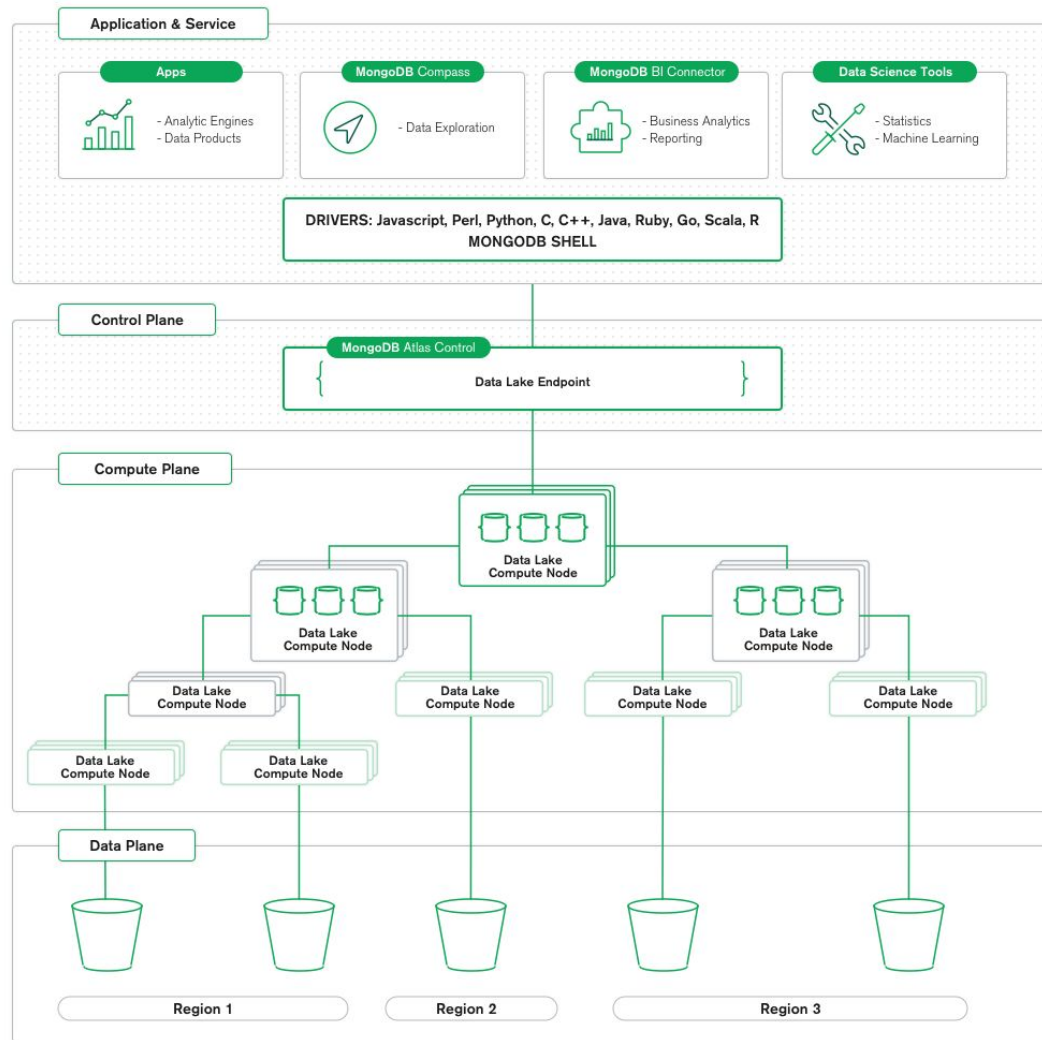 Application & Service
Apps
- Analytic Engines
- Data Products
MongoDB Compass
- Data Exploration
MongoDB BI Connector
- Business Analytics
- Reporting
Data Science Tools
- Statistics
- Machine Learning
DRIVERS: Javascript, Perl, Python, C, C++, Java, Ruby, Go, Scala, R
MONGODB SHELL
Control Plane
MongoDB Atlas Control
{ Data Lake Endpoint }
Compute Plane
Data Lake
Compute Node
Data Lake
Compute Node
Data Lake
Compute Node
Data Lake
Compute Node
Data Lake
Compute Node
Data Lake
Compute Node
Data Lake
Compute Node
Data Lake
Compute Node
Data Lake
Compute Node
Data Plane
Region 1
Region 2
Region 3